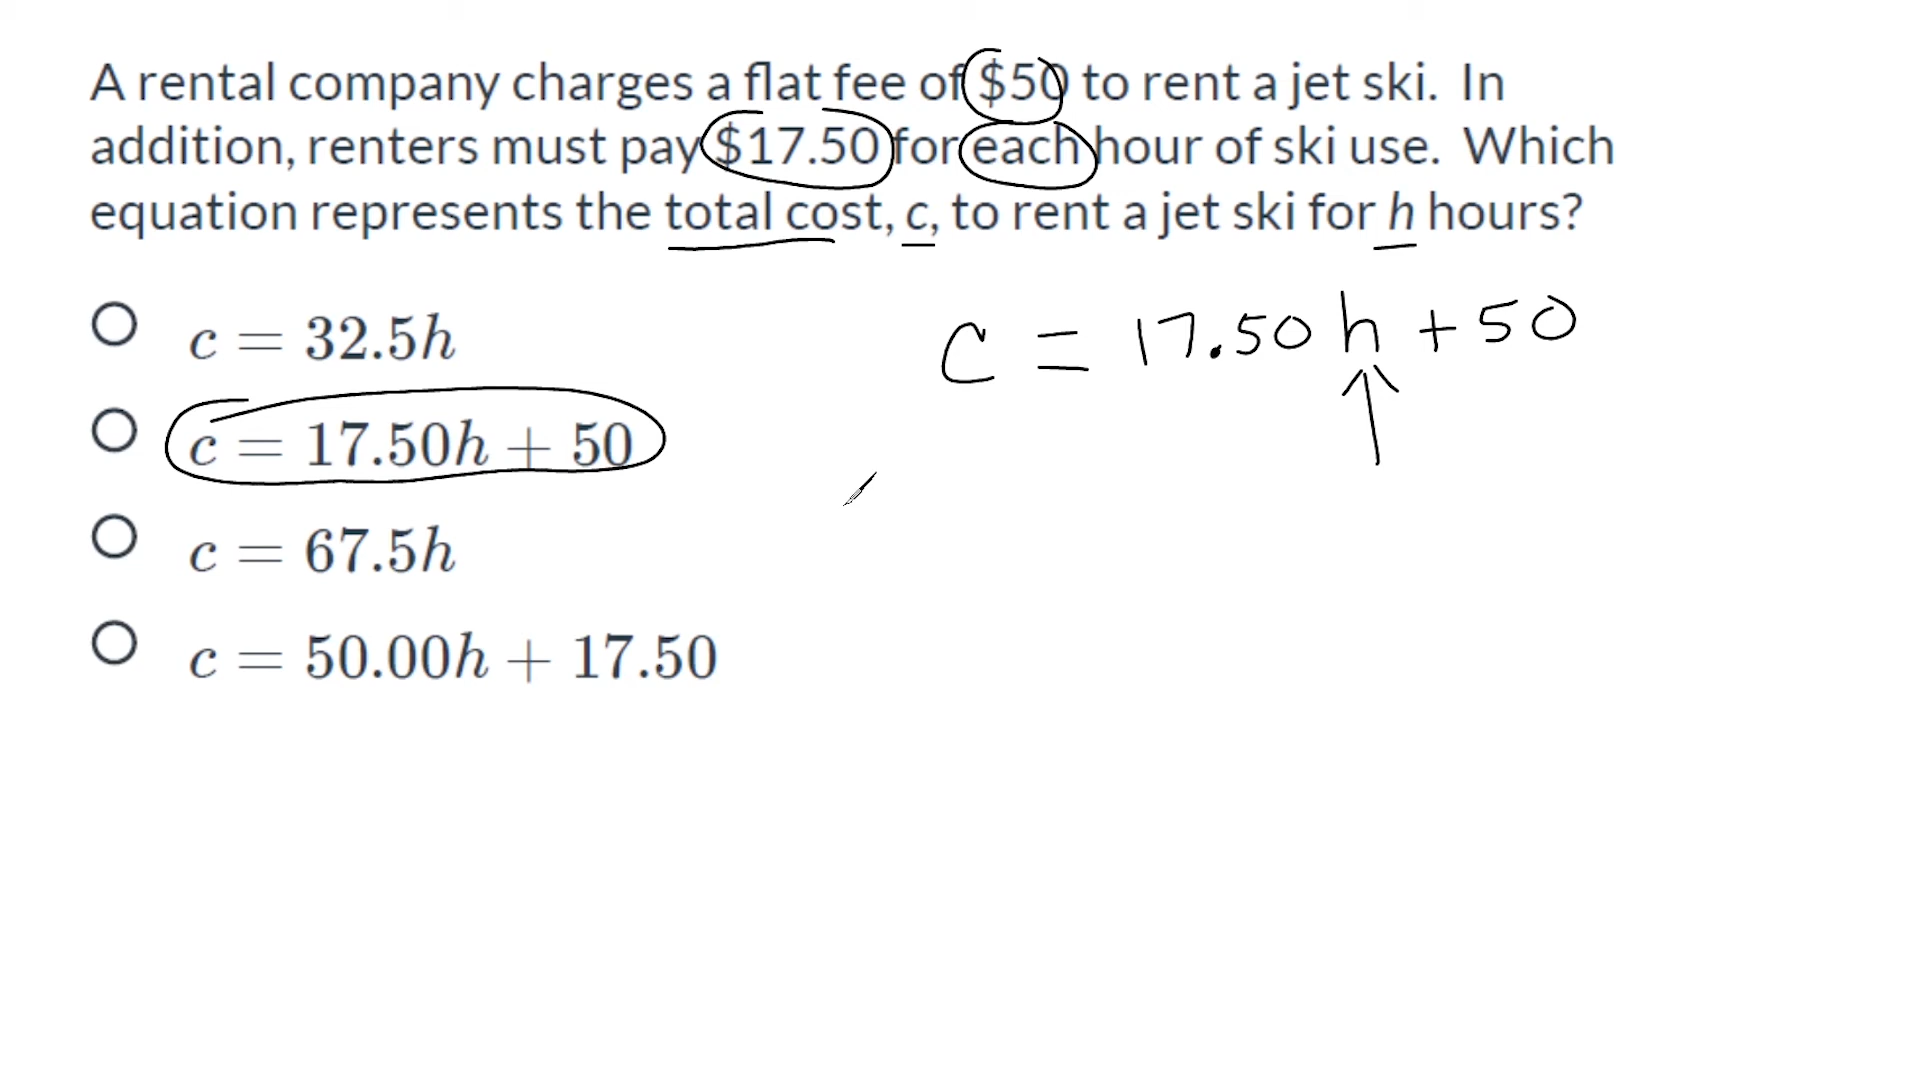 A rental company charges a flat fee of $50 to rent a jet ski. In
addition, renters must pay $17.50 for each hour of ski use. Which
equation represents the total cost, c, to rent a jet ski for h hours?
c = 32.5h
c = 17.50h + 50
c = 17.50h + 50
c = 67.5h
c = 50.00h + 17.50